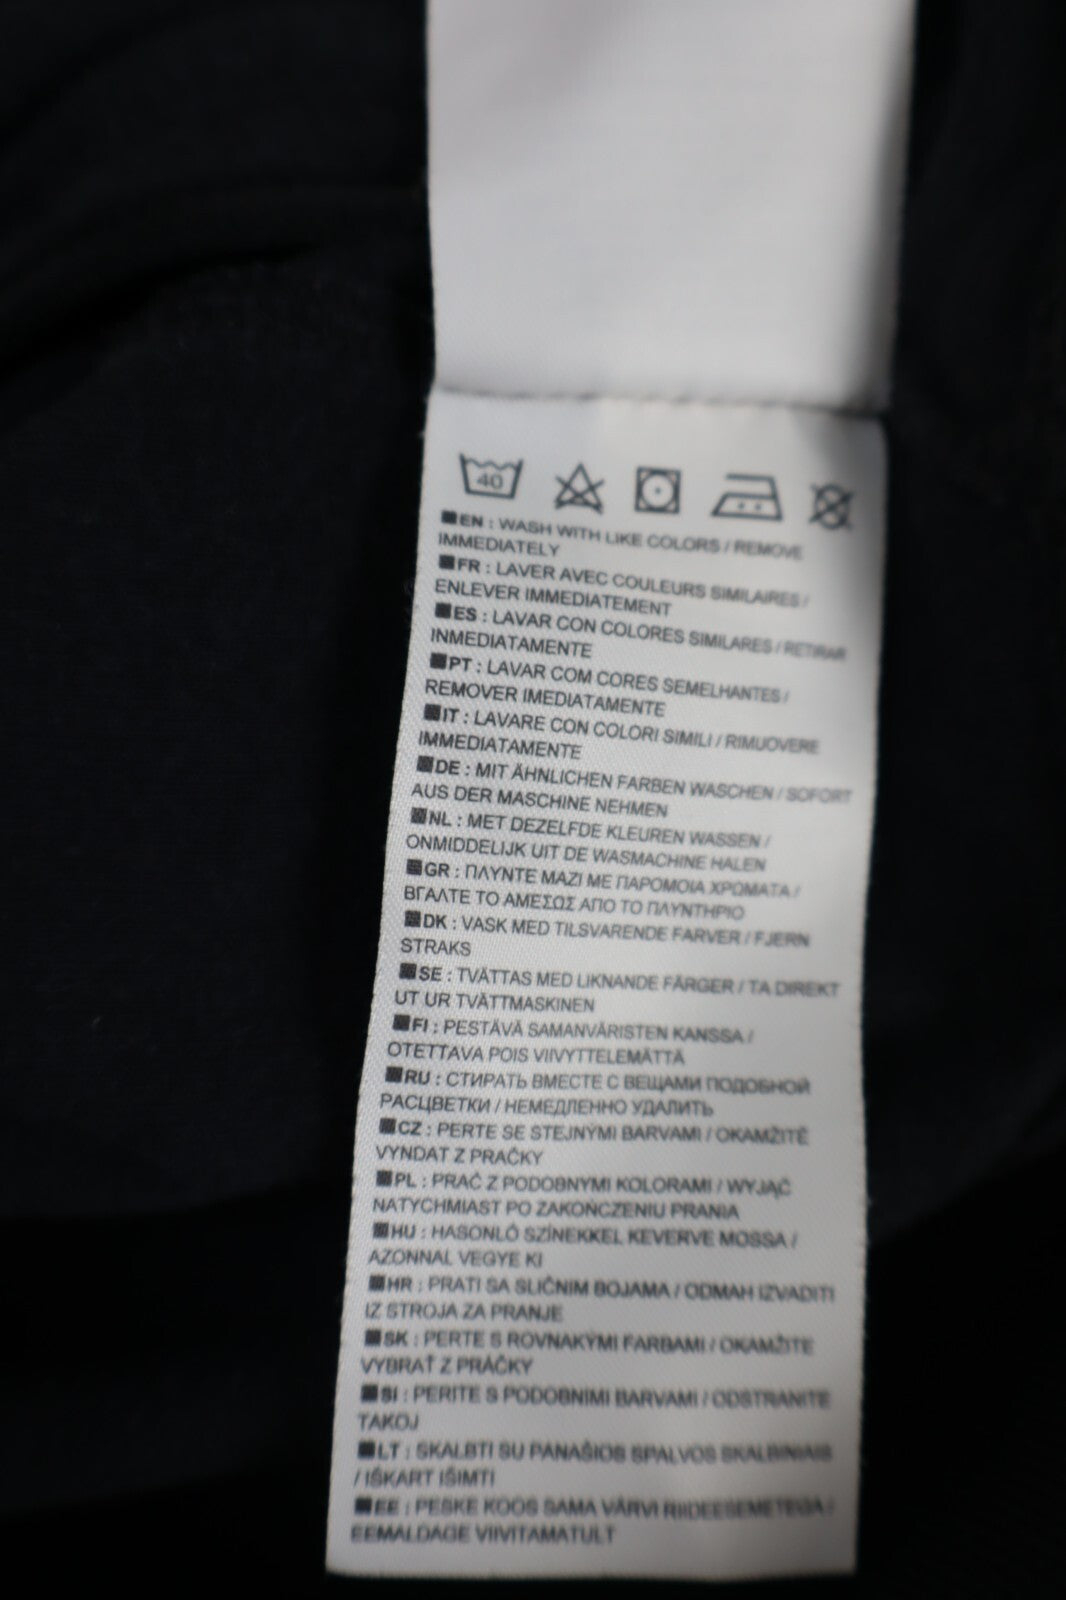 40
EN : WASH WITH LIKE COLORS / REMOVE
IMMEDIATELY
FR : LAVER AVEC COULEURS SIMILAIRES /
ENLEVER IMMEDIATEMENT
ES : LAVAR CON COLORES SIMILARES / RETIRAR
INMEDIATAMENTE
PT : LAVAR COM CORES SEMELHANTES /
REMOVER IMEDIATAMENTE
IT : LAVARE CON COLORI SIMILI / RIMUOVERE
IMMEDIATAMENTE
DE : MIT ÄHNLICHEN FARBEN WASCHEN / SOFORT
AUS DER MASCHINE NEHMEN
NL : MET DEZELFDE KLEUREN WASSEN /
ONMIDDELIJK UIT DE WASMACHINE HALEN
GR : ΠΛΥΝΤΕ ΜΑΖΙ ΜΕ ΠΑΡΟΜΟΙΑ ΧΡΩΜΑΤΑ /
ΒΓΑΛΤΕ ΤΟ ΑΜΕΣΩΣ ΑΠΟ ΤΟ ΠΛΥΝΤΗΡΙΟ
DK : VASK MED TILSVARENDE FARVER / FJERN
STRAKS
SE : TVÄTTAS MED LIKNANDE FÄRGER / TA DIREKT
UT UR TVÄTTMASKINEN
FI : PESTÄVÄ SAMANVÄRISTEN KANSSA /
OTETTAVA POIS VIIVYTTELEMÄTTÄ
RU : СТИРАТЬ ВМЕСТЕ С ВЕЩАМИ ПОДОБНОЙ
РАСЦВЕТКИ / НЕМЕДЛЕННО УДАЛИТЬ
CZ : PERTE SE STEJNÝMI BARVAMI / OKAMŽITĚ
VYNDAT Z PRAČKY
PL : PRAĆ Z PODOBNYMI KOLORAMI / WYJĄĆ
NATYCHMIAST PO ZAKOŃCZENIU PRANIA
HU : HASONLÓ SZÍNEKKEL KEVERVE MOSSA /
AZONNAL VEGYE KI
HR : PRATI SA SLIČNIM BOJAMA / ODMAH IZVADITI
IZ STROJA ZA PRANJE
SK : PERTE S ROVNAKÝMI FARBAMI / OKAMŽITE
VYBRAŤ Z PRÁČKY
SI : PERITE S PODOBNIMI BARVAMI / ODSTRANITE
TAKOJ
LT : SKALBTI SU PANAŠIOS SPALVOS SKALBINIAIS
/ IŠKART IŠIMTI
EE : PESKE KOOS SAMA VÄRVI RIIDEESEMETEGA /
EEMALDAGE VIIVITAMATULT